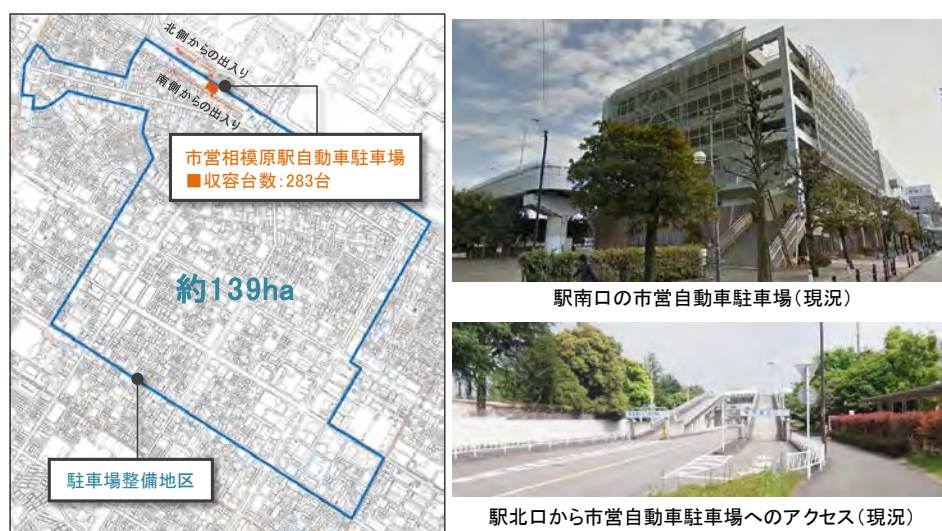 北側からの出入り
南側からの出入り
市営相模原駅自動車駐車場
■収容台数:283台
約139ha
駐車場整備地区
駅南口の市営自動車駐車場(現況)
駅北口から市営自動車駐車場へのアクセス(現況)